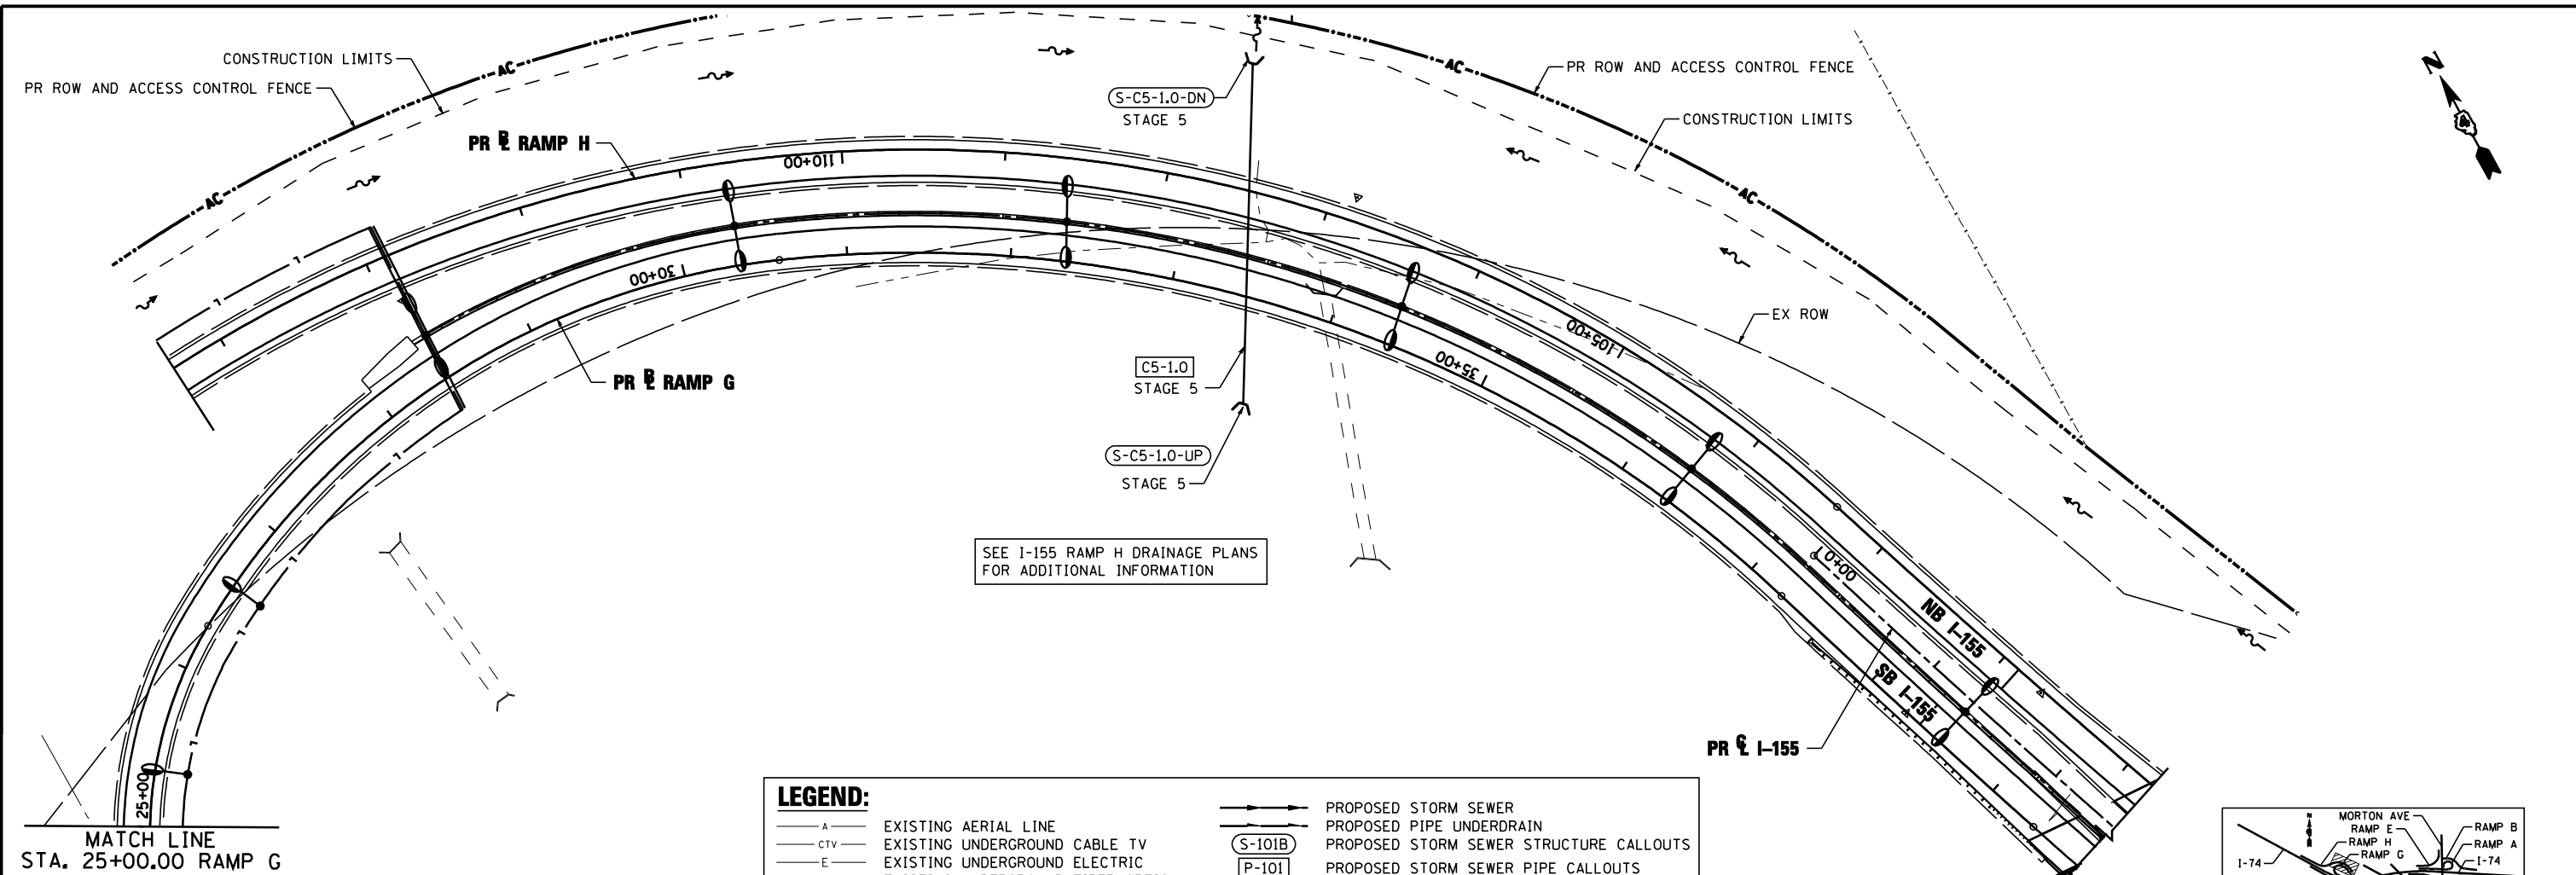 CONSTRUCTION LIMITS
PR ROW AND ACCESS CONTROL FENCE
AC
AC
PR ROW AND ACCESS CONTROL FENCE
CONSTRUCTION LIMITS
AC
AC
N
S-C5-1.0-DN
STAGE 5
PR ⅊ RAMP H
110+00
30+00
PR ⅊ RAMP G
C5-1.0
STAGE 5
S-C5-1.0-UP
STAGE 5
105+00
35+00
EX ROW
SEE I-155 RAMP H DRAINAGE PLANS
FOR ADDITIONAL INFORMATION
70+00
NB I-155
SB I-155
PR ℄ I-155
25+00
MATCH LINE
STA. 25+00.00 RAMP G
LEGEND:
A EXISTING AERIAL LINE
CTV EXISTING UNDERGROUND CABLE TV
E EXISTING UNDERGROUND ELECTRIC
PROPOSED STORM SEWER
PROPOSED PIPE UNDERDRAIN
S-101B PROPOSED STORM SEWER STRUCTURE CALLOUTS
P-101 PROPOSED STORM SEWER PIPE CALLOUTS
MORTON AVE
RAMP E
RAMP H
RAMP G
I-74
RAMP B
RAMP A
I-74